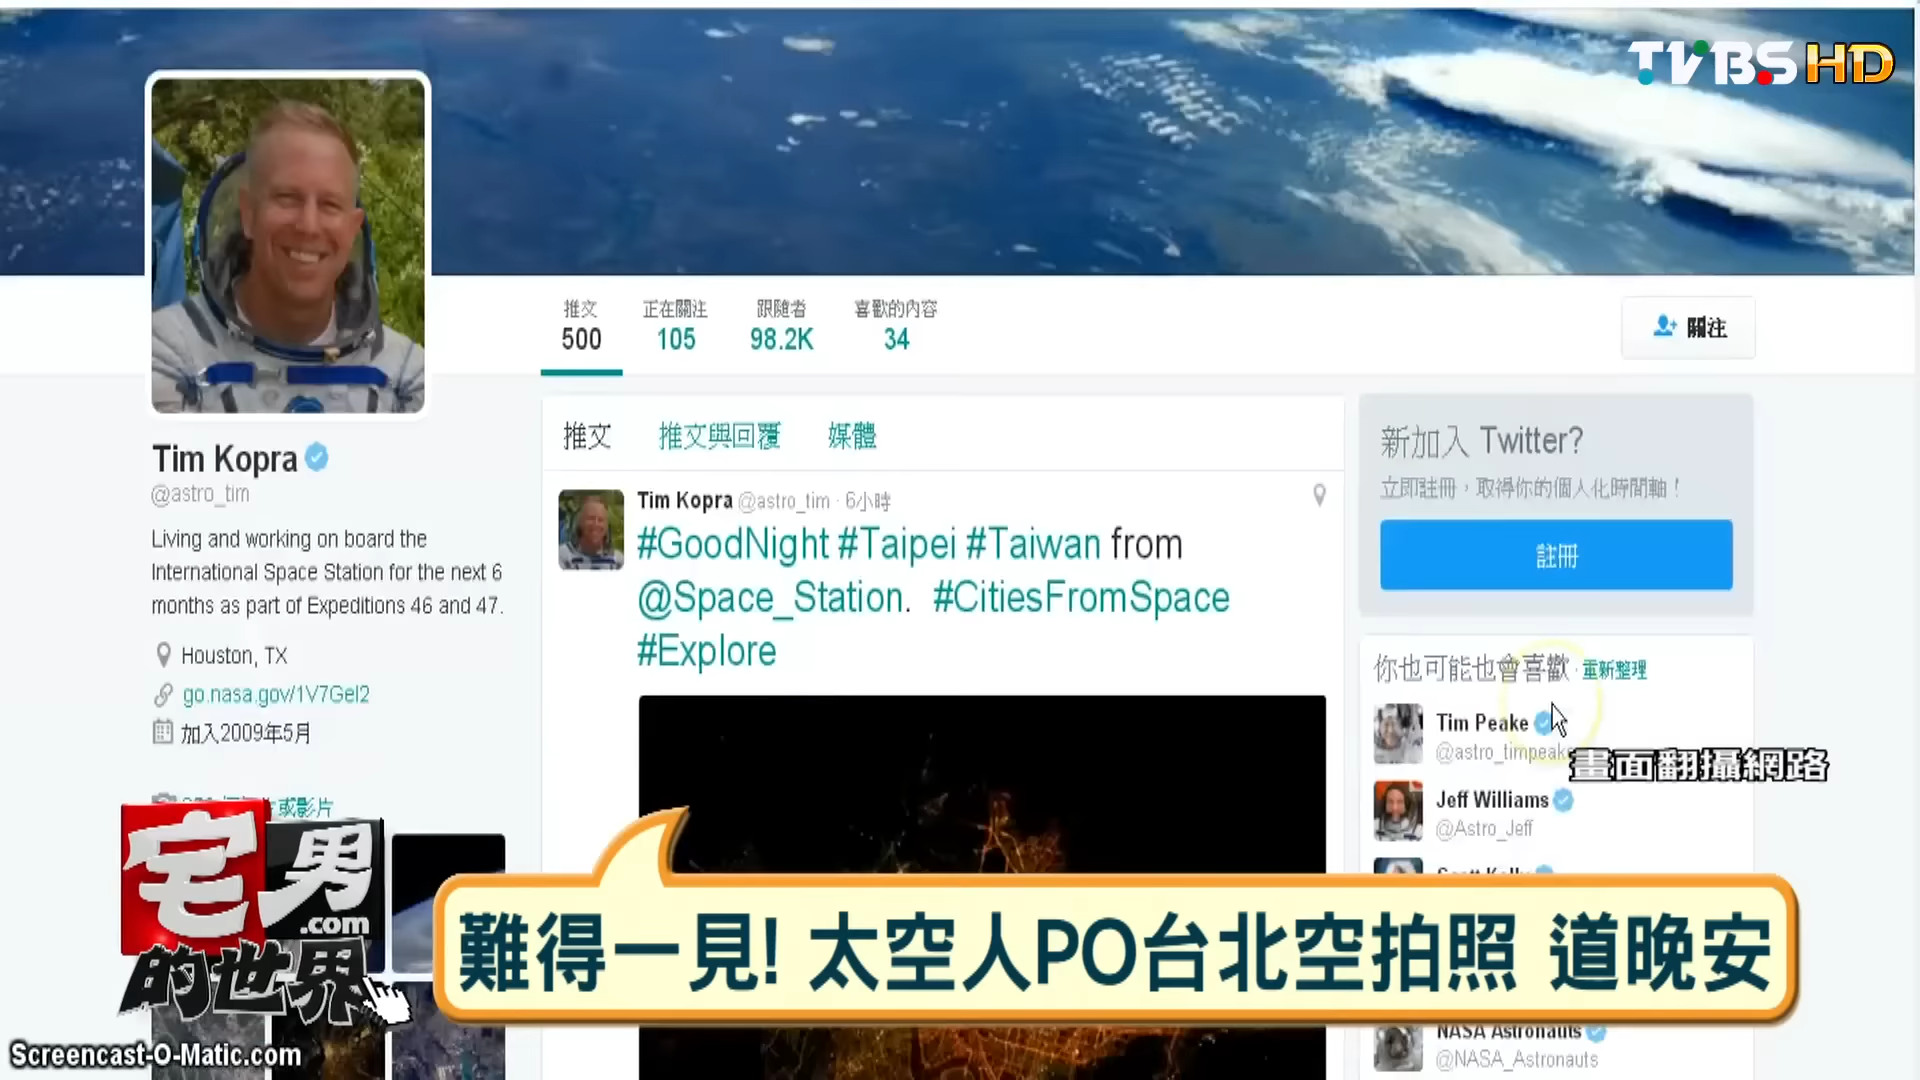 TVBS HD
推文 正在關注 跟隨者 喜歡的內容
500 105 98.2K 34
關注
Tim Kopra
@astro_tim
Living and working on board the
International Space Station for the next 6
months as part of Expeditions 46 and 47.
Houston, TX
go.nasa.gov/1V7Gel2
加入2009年5月
或影片
推文 推文與回覆 媒體
Tim Kopra @astro_tim · 6小時
#GoodNight #Taipei #Taiwan from
@Space_Station. #CitiesFromSpace
#Explore
新加入 Twitter?
立即註冊,取得你的個人化時間軸!
註冊
你也可能也會喜歡 · 重新整理
Tim Peake
@astro_timpeake
畫面翻攝網路
Jeff Williams
@Astro_Jeff
宅男
.com
的世界
難得一見! 太空人PO台北空拍照 道晚安
NASA Astronauts
@NASA_Astronauts
Screencast-O-Matic.com